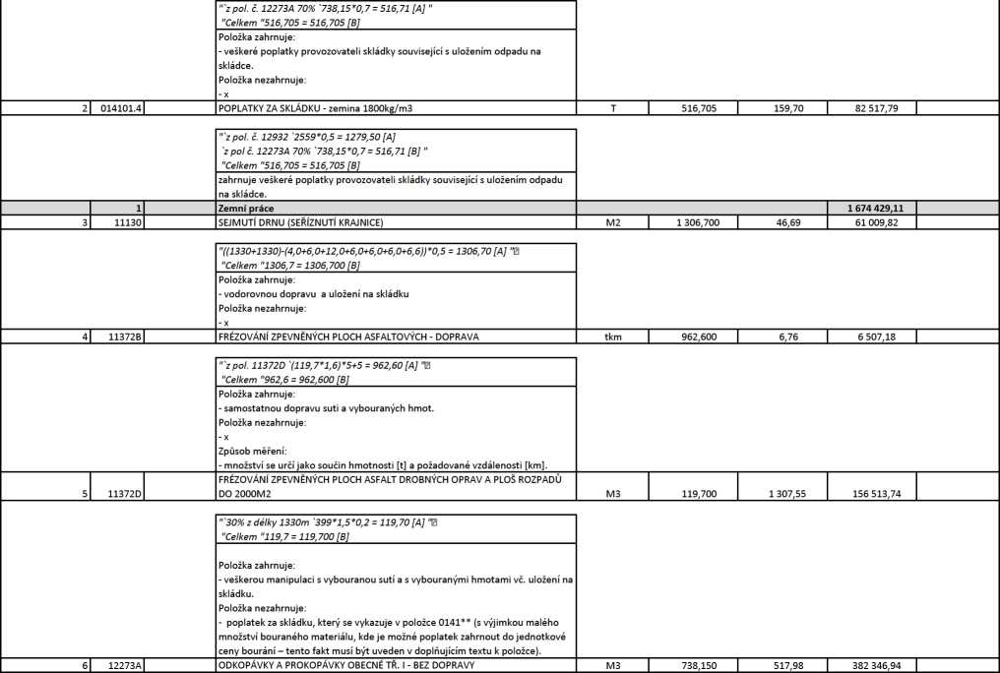 "`z pol. č. 12273A 70% `738,15*0,7 = 516,71 [A] "
"Celkem "516,705 = 516,705 [B]
Položka zahrnuje:
- veškeré poplatky provozovateli skládky související s uložením odpadu na
skládce.
Položka nezahrnuje:
- x
2 014101.4 POPLATKY ZA SKLÁDKU - zemina 1800kg/m3 T 516,705 159,70 82 517,79
"`z pol. č. 12932 `2559*0,5 = 1279,50 [A]
`z pol č. 12273A 70% `738,15*0,7 = 516,71 [B] "
"Celkem "516,705 = 516,705 [B]
zahrnuje veškeré poplatky provozovateli skládky související s uložením odpadu
na skládce.
1 Zemní práce 1 674 429,11
3 11130 SEJMUTÍ DRNU (SEŘÍZNUTÍ KRAJNICE) M2 1 306,700 46,69 61 009,82
"((1330+1330)-(4,0+6,0+12,0+6,0+6,0+6,0+6,6))*0,5 = 1306,70 [A] "
"Celkem "1306,7 = 1306,700 [B]
Položka zahrnuje:
- vodorovnou dopravu a uložení na skládku
Položka nezahrnuje:
- x
4 11372B FRÉZOVÁNÍ ZPEVNĚNÝCH PLOCH ASFALTOVÝCH - DOPRAVA tkm 962,600 6,76 6 507,18
"`z pol. 11372D `(119,7*1,6)*5+5 = 962,60 [A] "
"Celkem "962,6 = 962,600 [B]
Položka zahrnuje:
- samostatnou dopravu suti a vybouraných hmot.
Položka nezahrnuje:
- x
Způsob měření:
- množství se určí jako součin hmotnosti [t] a požadované vzdálenosti [km].
FRÉZOVÁNÍ ZPEVNĚNÝCH PLOCH ASFALT DROBNÝCH OPRAV A PLOŠ ROZPADŮ
5 11372D DO 2000M2 M3 119,700 1 307,55 156 513,74
"`30% z délky 1330m `399*1,5*0,2 = 119,70 [A] "
"Celkem "119,7 = 119,700 [B]
Položka zahrnuje:
- veškerou manipulaci s vybouranou sutí a s vybouranými hmotami vč. uložení na
skládku.
Položka nezahrnuje:
- poplatek za skládku, který se vykazuje v položce 0141** (s výjimkou malého
množství bouraného materiálu, kde je možné poplatek zahrnout do jednotkové
ceny bourání – tento fakt musí být uveden v doplňujícím textu k položce).
6 12273A ODKOPÁVKY A PROKOPÁVKY OBECNÉ TŘ. I - BEZ DOPRAVY M3 738,150 517,98 382 346,94